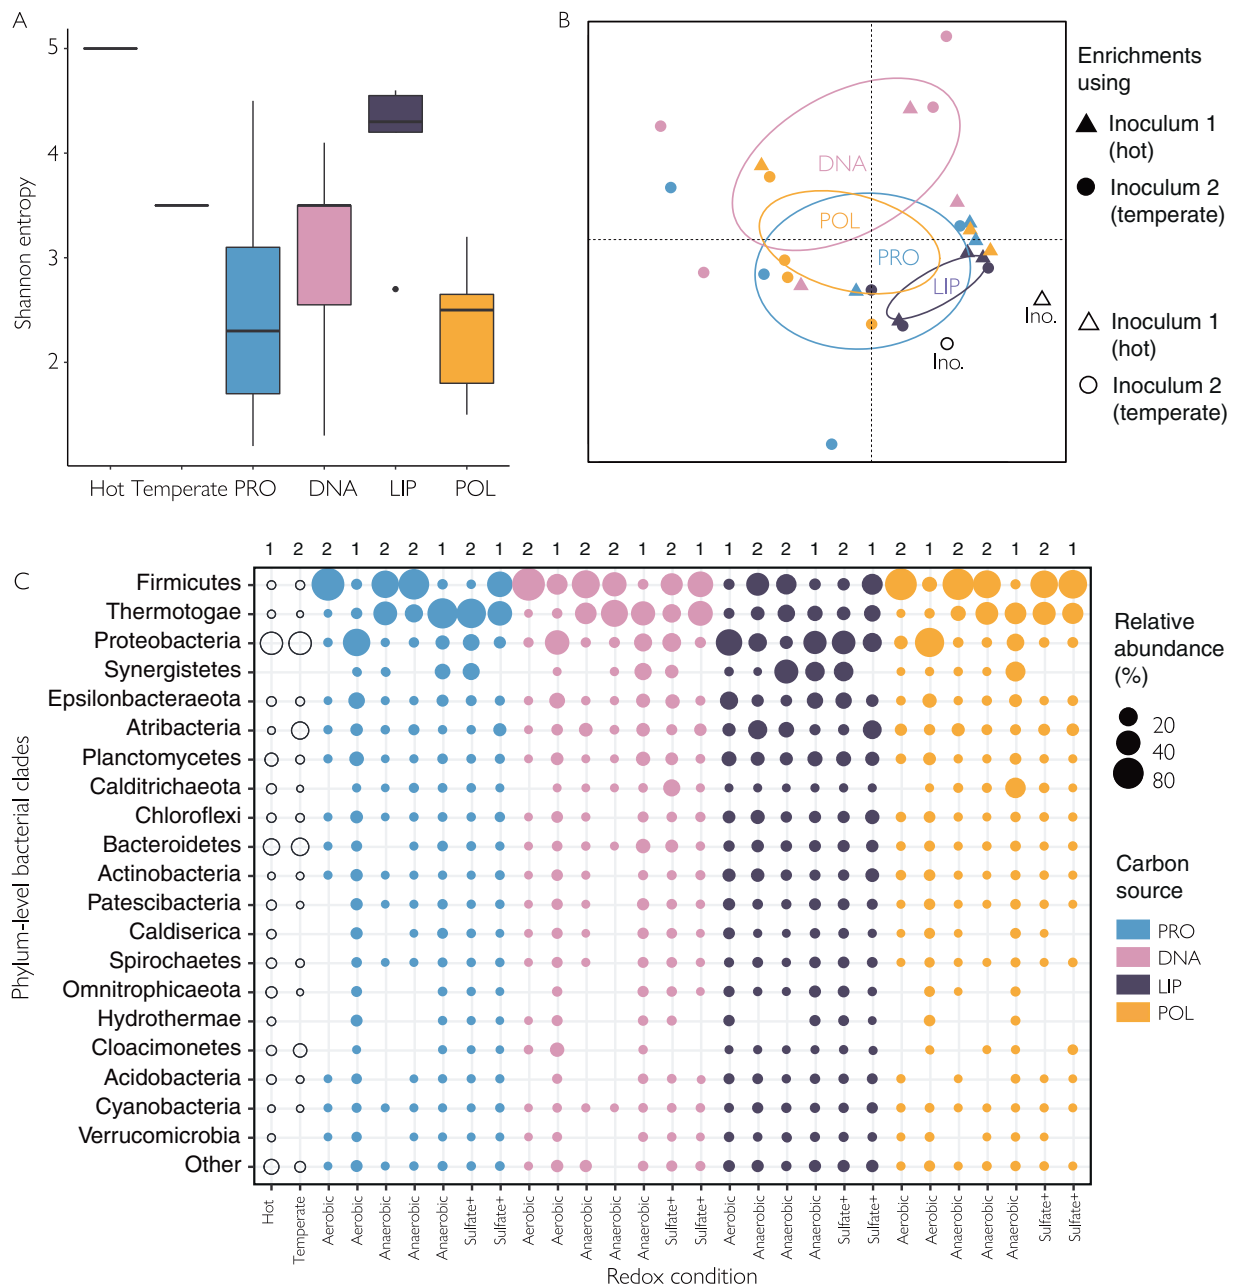 A
5
4
3
2
Shannon entropy
Hot Temperate PRO DNA LIP POL
B
DNA
POL
PRO
LIP
Ino.
Ino.
Enrichments
using
Inoculum 1
(hot)
Inoculum 2
(temperate)
Inoculum 1
(hot)
Inoculum 2
(temperate)
C
1 2 2 1 2 2 1 2 1 2 1 2 2 1 2 1 1 2 2 1 2 1 2 1 2 2 1 2 1
Phylum-level bacterial clades
Firmicutes
Thermotogae
Proteobacteria
Synergistetes
Epsilonbacteraeota
Atribacteria
Planctomycetes
Calditrichaeota
Chloroflexi
Bacteroidetes
Actinobacteria
Patescibacteria
Caldiserica
Spirochaetes
Omnitrophicaeota
Hydrothermae
Cloacimonetes
Acidobacteria
Cyanobacteria
Verrucomicrobia
Other
Hot
Temperate
Aerobic
Aerobic
Anaerobic
Anaerobic
Anaerobic
Sulfate+
Sulfate+
Aerobic
Aerobic
Anaerobic
Anaerobic
Anaerobic
Sulfate+
Sulfate+
Aerobic
Anaerobic
Anaerobic
Anaerobic
Sulfate+
Sulfate+
Aerobic
Aerobic
Anaerobic
Anaerobic
Anaerobic
Sulfate+
Sulfate+
Redox condition
Relative
abundance
(%)
20
40
80
Carbon
source
PRO
DNA
LIP
POL